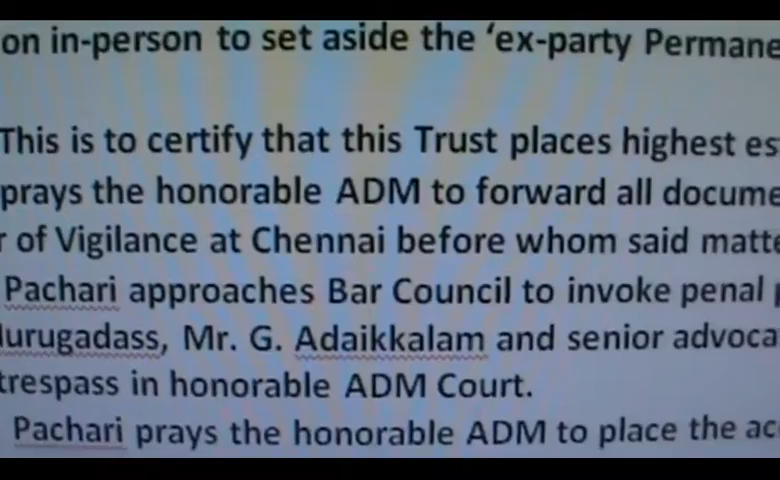 on in-person to set aside the ‘ex-party Permane
This is to certify that this Trust places highest es
prays the honorable ADM to forward all docume
r of Vigilance at Chennai before whom said matte
Pachari approaches Bar Council to invoke penal
urugadass, Mr. G. Adaikkalam and senior advoca
trespass in honorable ADM Court.
Pachari prays the honorable ADM to place the ac